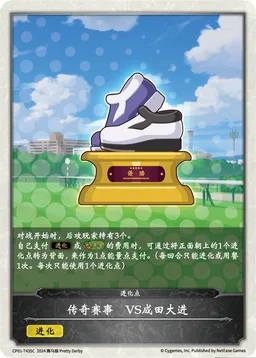 優勝
对战开始时，后攻玩家持有3个。
自己支付 进化 或 的费用时，可通过将正面朝上的1个进
化点转为背面，来作为1点能量点支付。（每回合只能进化或用餐
1次。每次只能使用1个进化点）
进化点
传奇赛事 VS成田大进
进化
CP01-T43SC 2024 赛马娘 Pretty Derby
© Cygames, Inc. Published by NetEase Games